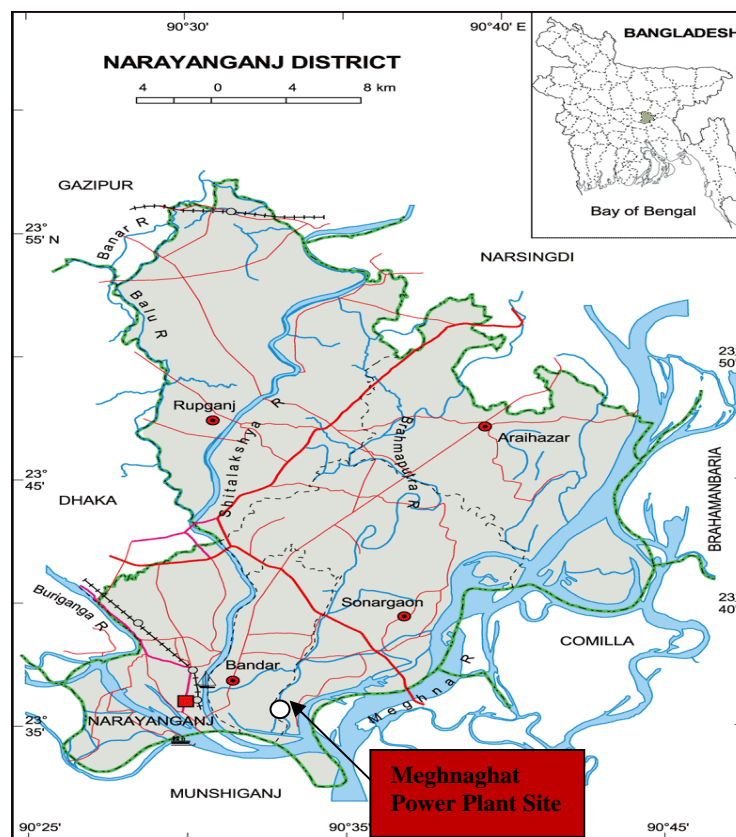 90°30'
90°40' E
BANGLADESH
NARAYANGANJ DISTRICT
4 0 4 8 km
Bay of Bengal
GAZIPUR
23°
55' N
Banar R
NARSINGDI
Balu R
50'
Rupganj
Shitalakshya R
Brahmaputra R
Araihazar
23°
45'
DHAKA
BRAHAMANBARIA
Buriganga R
Sonargaon
40'
COMILLA
Bandar
Meghna R
NARAYANGANJ
23°
35'
MUNSHIGANJ
Meghnaghat
Power Plant Site
90°25'
90°35'
90°45'